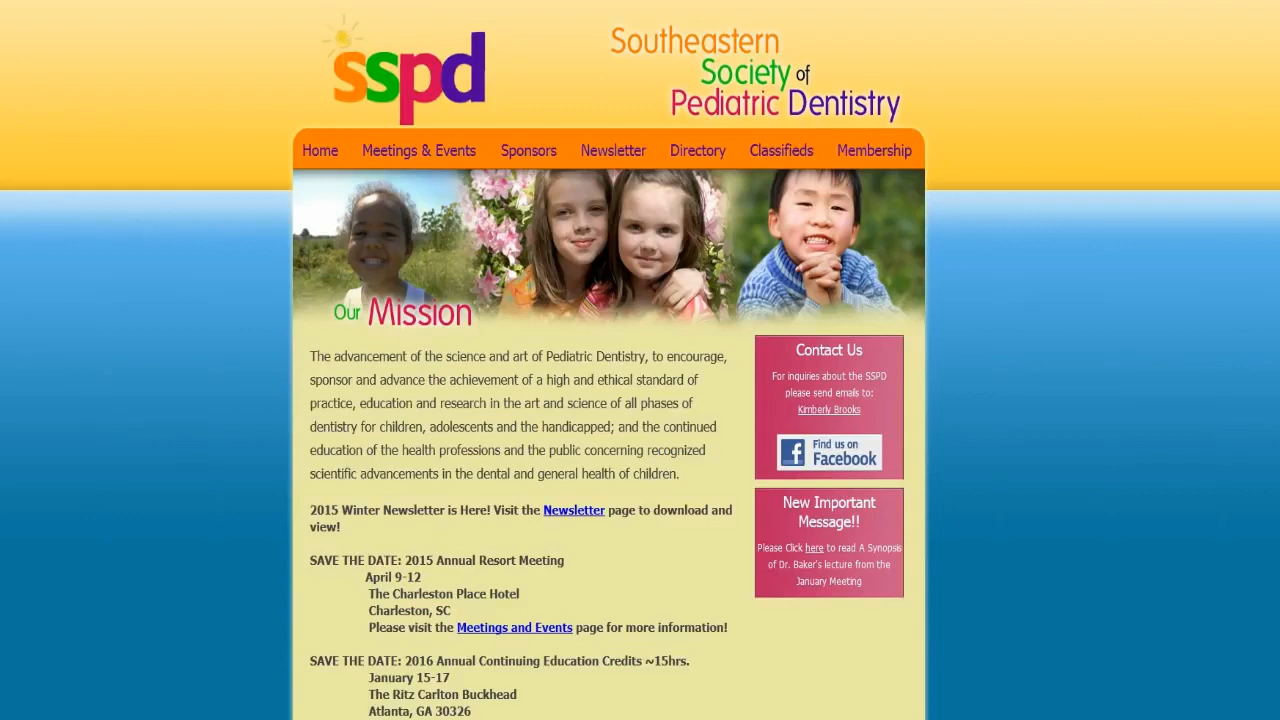 sspd
Southeastern
Society of
Pediatric Dentistry
Home Meetings & Events Sponsors Newsletter Directory Classifieds Membership
Our Mission
The advancement of the science and art of Pediatric Dentistry, to encourage,
sponsor and advance the achievement of a high and ethical standard of
practice, education and research in the art and science of all phases of
dentistry for children, adolescents and the handicapped; and the continued
education of the health professions and the public concerning recognized
scientific advancements in the dental and general health of children.
2015 Winter Newsletter is Here! Visit the Newsletter page to download and
view!
SAVE THE DATE: 2015 Annual Resort Meeting
April 9-12
The Charleston Place Hotel
Charleston, SC
Please visit the Meetings and Events page for more information!
SAVE THE DATE: 2016 Annual Continuing Education Credits ~15hrs.
January 15-17
The Ritz Carlton Buckhead
Atlanta, GA 30326
Contact Us
For inquiries about the SSPD
please send emails to:
Kimberly Brooks
Find us on
Facebook
New Important
Message!!
Please Click here to read A Synopsis
of Dr. Baker's lecture from the
January Meeting